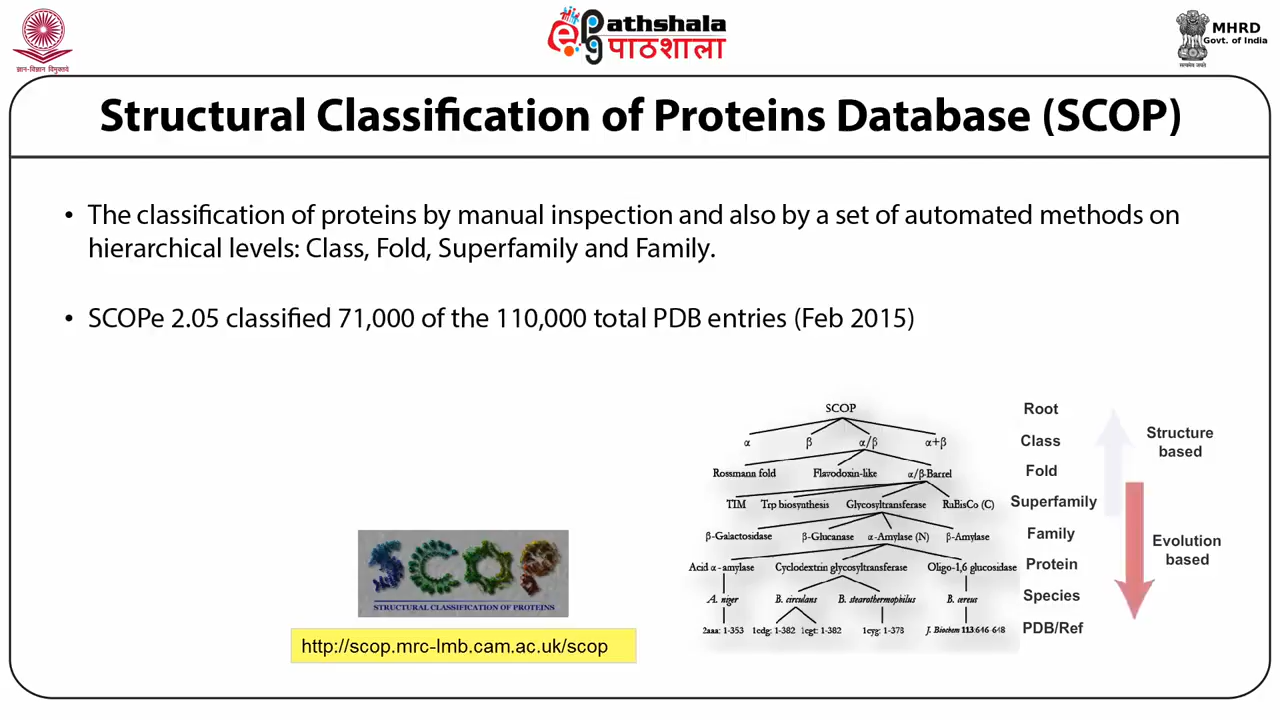 ज्ञान-विज्ञान विमुक्तये
ePg Pathshala
पाठशाला
सत्यमेव जयते
MHRD
Govt. of India
Structural Classification of Proteins Database (SCOP)
• The classification of proteins by manual inspection and also by a set of automated methods on
hierarchical levels: Class, Fold, Superfamily and Family.
• SCOPe 2.05 classified 71,000 of the 110,000 total PDB entries (Feb 2015)
SCOP Root
α β α/β α+β Class
Rossmann fold Flavodoxin-like α/β-Barrel Fold
TIM Trp biosynthesis Glycosyltransferase RuBisCo (C) Superfamily
β-Galactosidase β-Glucanase α-Amylase (N) β-Amylase Family
Acid α-amylase Cyclodextrin glycosyltransferase Oligo-1,6 glucosidase Protein
A. niger B. circulans B. stearothermophilus B. cereus Species
2aaa: 1-353 1cdg: 1-382 1cgt: 1-382 1cyg: 1-378 J. Biochem 113:646-648 PDB/Ref
Structure
based
Evolution
based
SCOP
STRUCTURAL CLASSIFICATION OF PROTEINS
http://scop.mrc-lmb.cam.ac.uk/scop